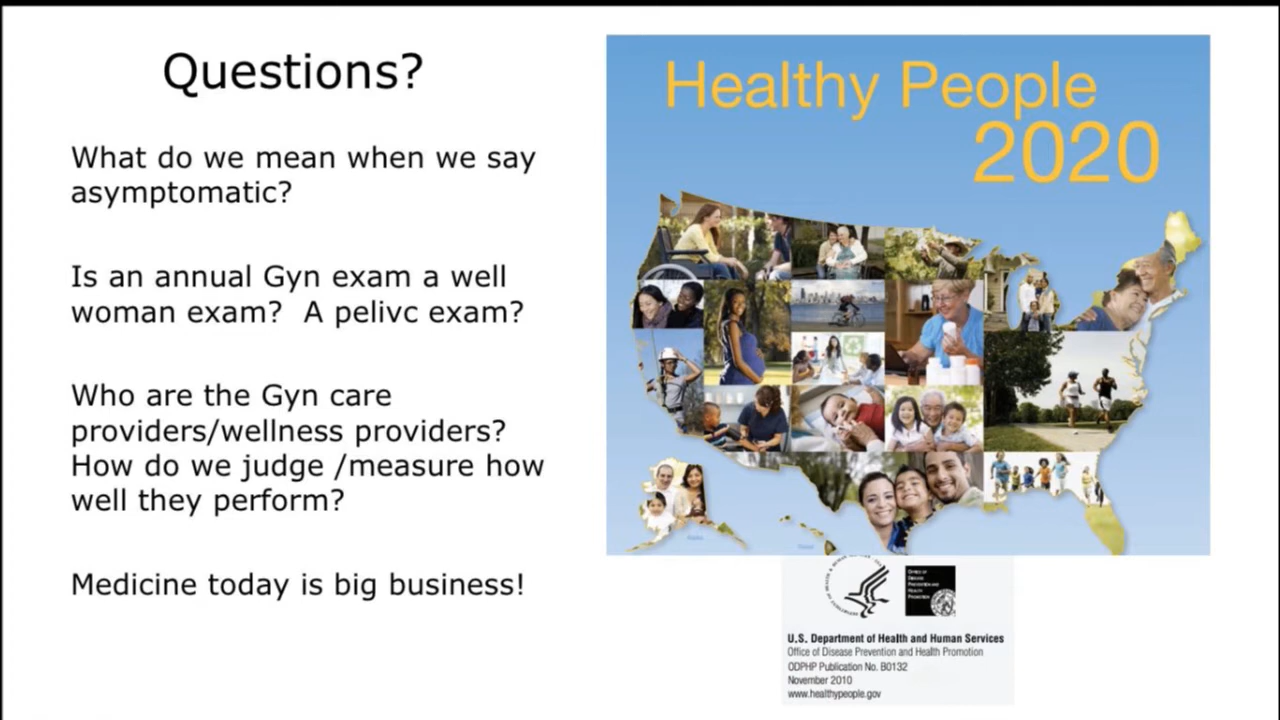 Questions?
What do we mean when we say
asymptomatic?
Is an annual Gyn exam a well
woman exam?  A pelivc exam?
Who are the Gyn care
providers/wellness providers?
How do we judge /measure how
well they perform?
Medicine today is big business!
Healthy People
2020
U.S. Department of Health and Human Services
Office of Disease Prevention and Health Promotion
ODPHP Publication No. B0132
November 2010
www.healthypeople.gov